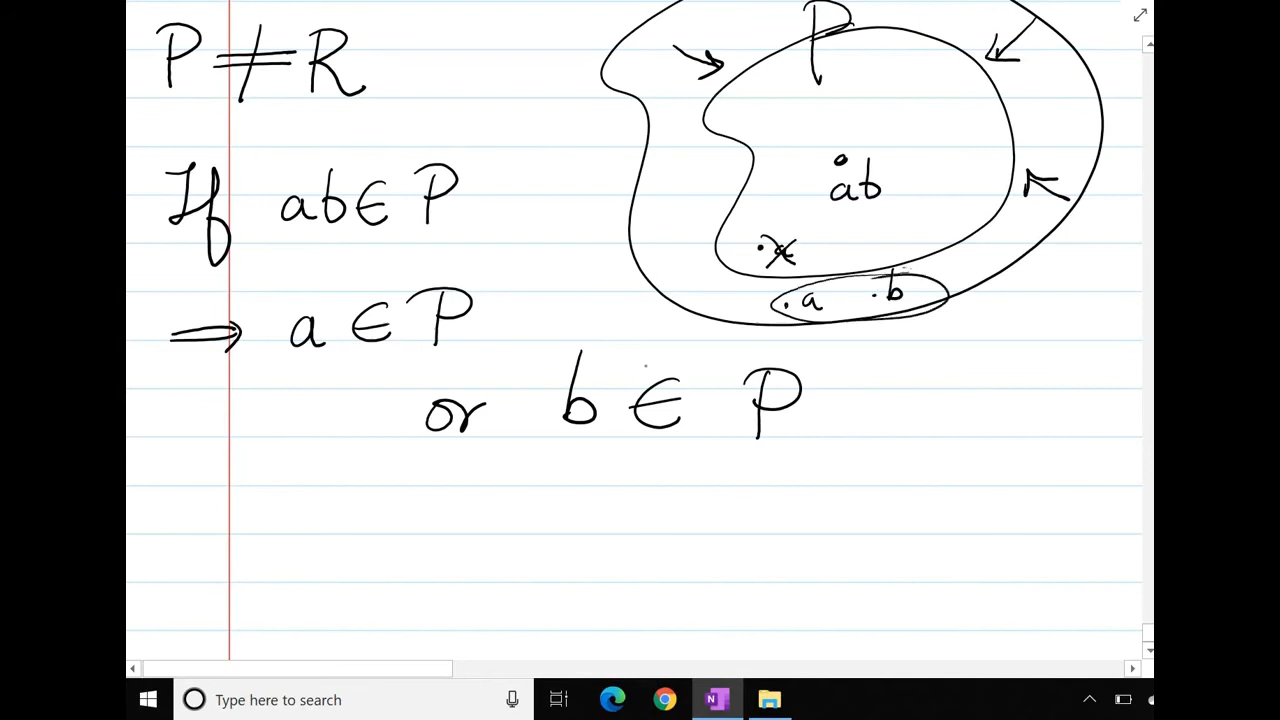 P ≠ R
If ab ∈ P
⇒ a ∈ P
or b ∈ P
P
ab
a b
Type here to search